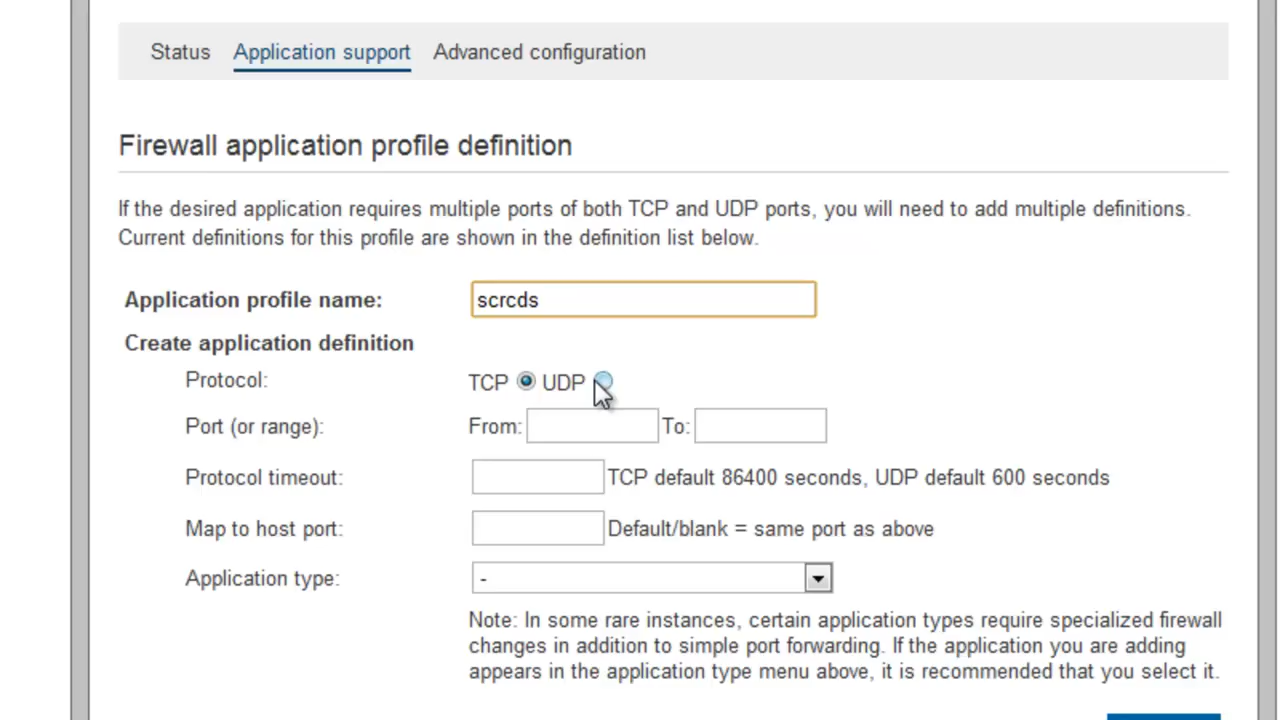 Status Application support Advanced configuration
Firewall application profile definition
If the desired application requires multiple ports of both TCP and UDP ports, you will need to add multiple definitions.
Current definitions for this profile are shown in the definition list below.
Application profile name: scrcds
Create application definition
Protocol: TCP UDP
Port (or range): From: To:
Protocol timeout: TCP default 86400 seconds, UDP default 600 seconds
Map to host port: Default/blank = same port as above
Application type: -
Note: In some rare instances, certain application types require specialized firewall
changes in addition to simple port forwarding. If the application you are adding
appears in the application type menu above, it is recommended that you select it.